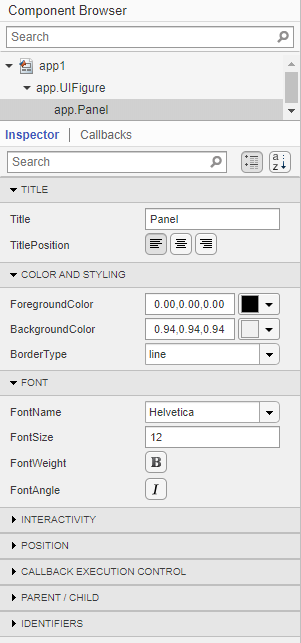 Component Browser
Search
app1
app.UIFigure
app.Panel
Inspector | Callbacks
Search
TITLE
Title Panel
TitlePosition
COLOR AND STYLING
ForegroundColor 0.00,0.00,0.00
BackgroundColor 0.94,0.94,0.94
BorderType line
FONT
FontName Helvetica
FontSize 12
FontWeight B
FontAngle I
INTERACTIVITY
POSITION
CALLBACK EXECUTION CONTROL
PARENT / CHILD
IDENTIFIERS